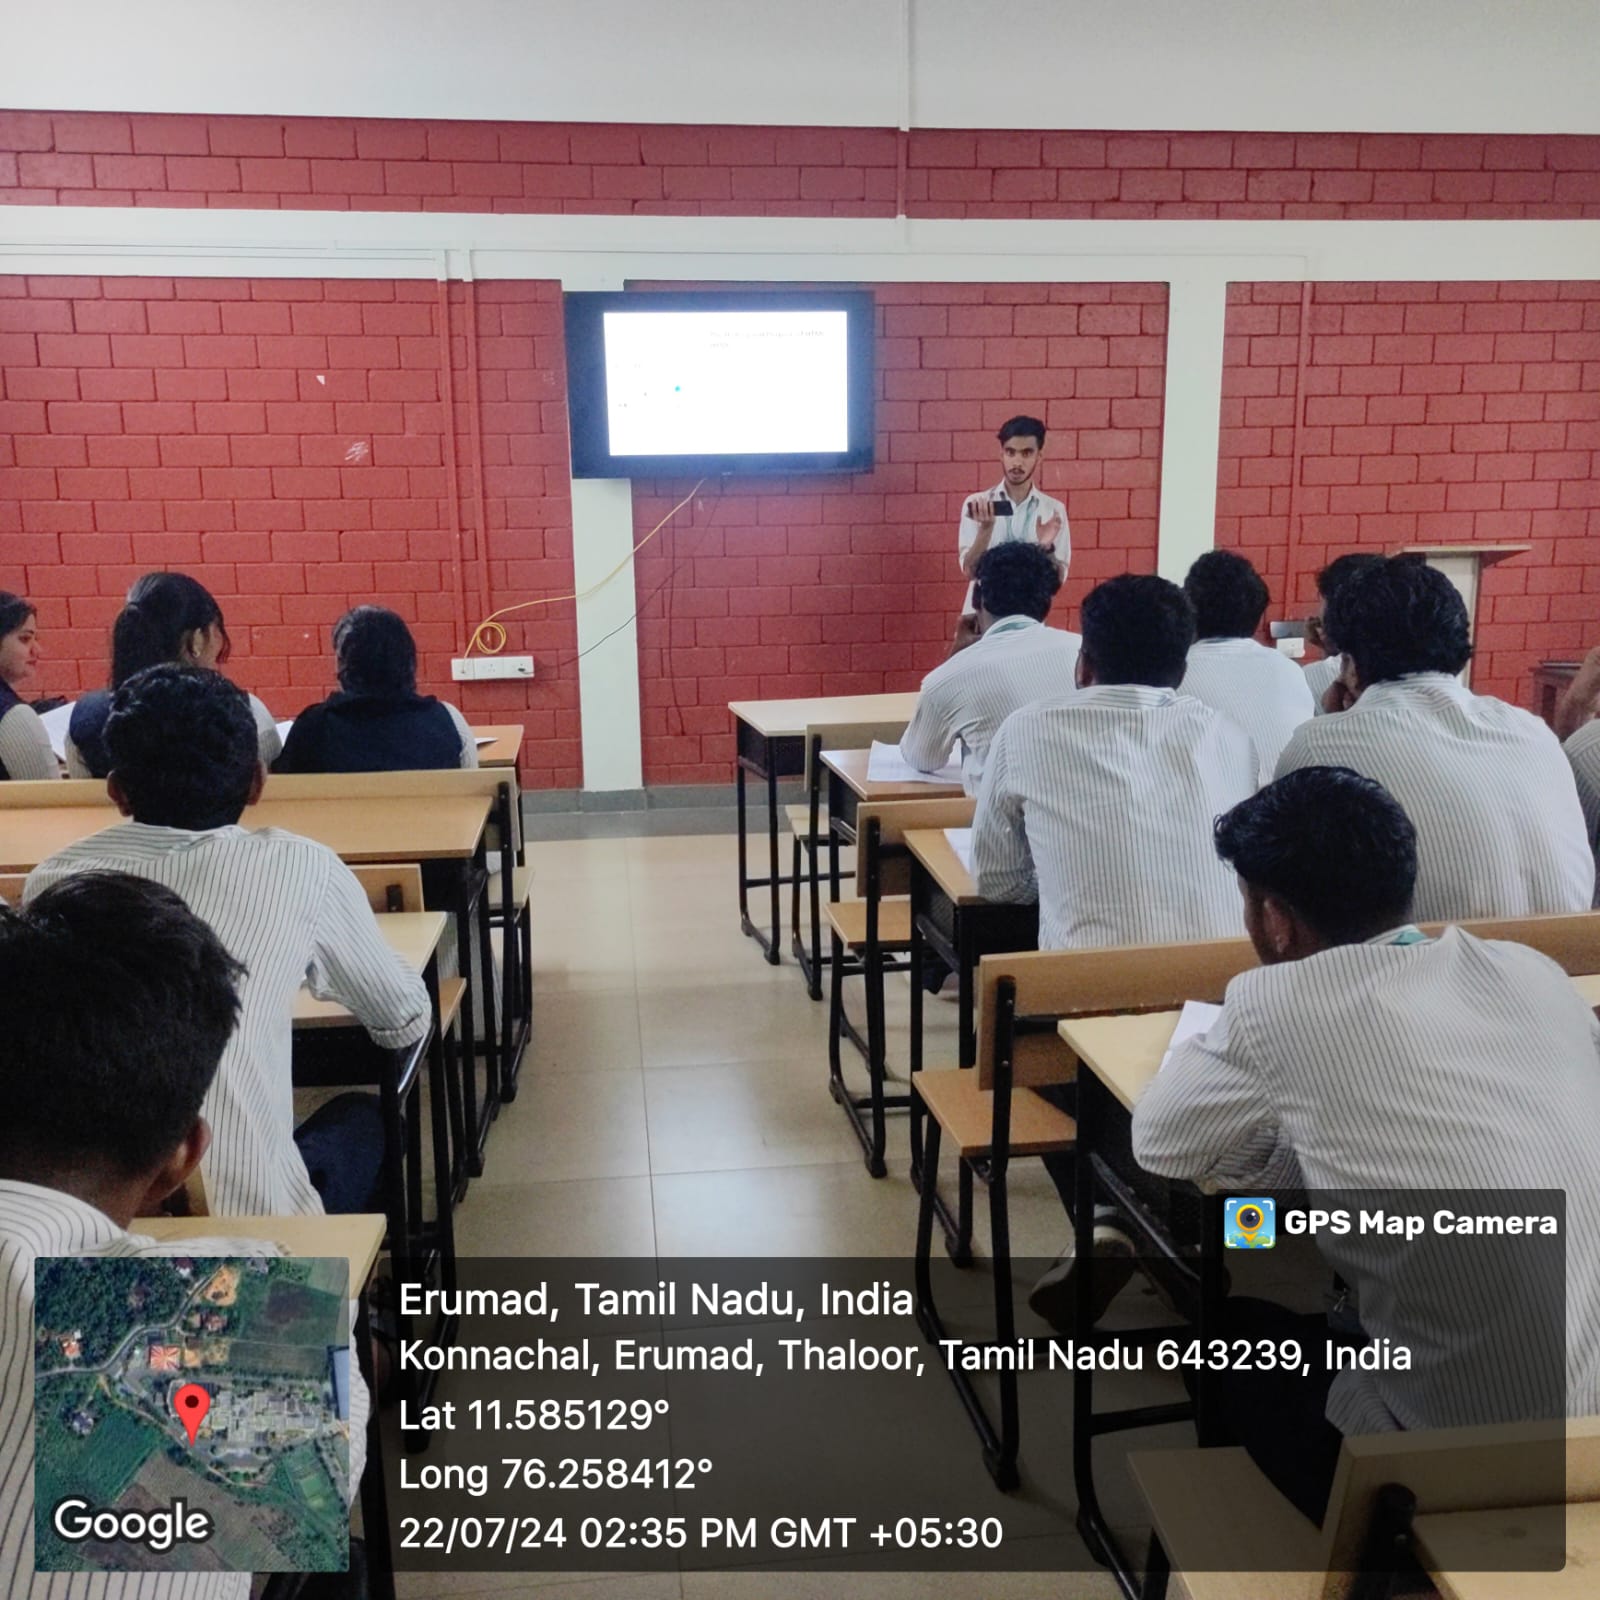 GPS Map Camera
Erumad, Tamil Nadu, India
Konnachal, Erumad, Thaloor, Tamil Nadu 643239, India
Lat 11.585129°
Long 76.258412°
22/07/24 02:35 PM GMT +05:30
Google